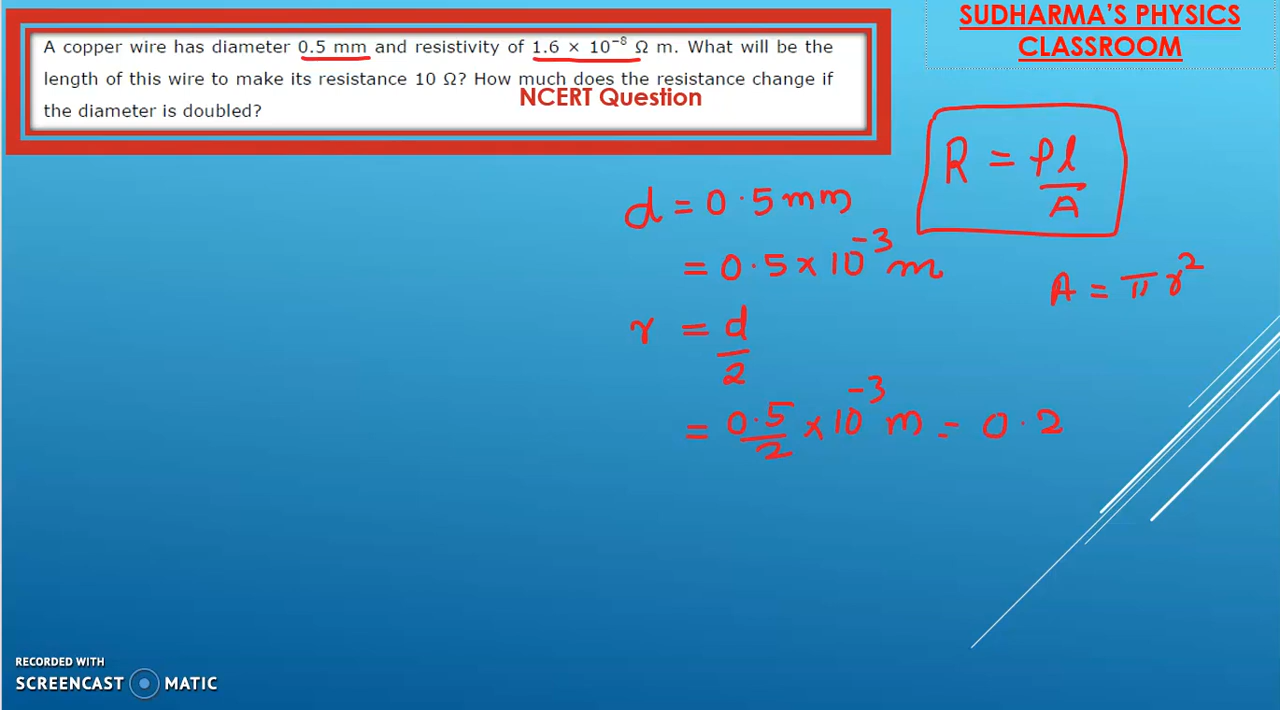 SUDHARMA'S PHYSICS
CLASSROOM
A copper wire has diameter 0.5 mm and resistivity of 1.6 × 10⁻⁸ Ω m. What will be the
length of this wire to make its resistance 10 Ω? How much does the resistance change if
the diameter is doubled?
NCERT Question
R = ρl/A
d = 0.5 mm
= 0.5 × 10⁻³ m
A = πr²
r = d/2
= 0.5/2 × 10⁻³ m = 0.2
RECORDED WITH
SCREENCAST MATIC